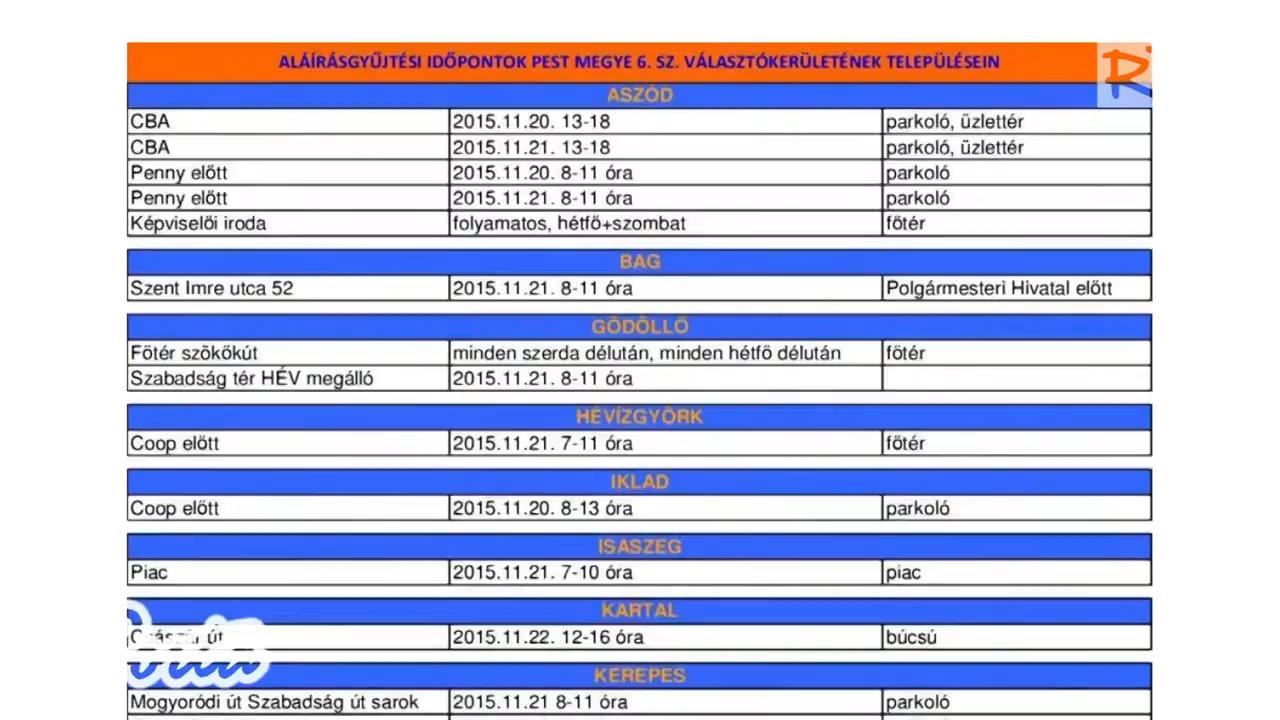 ALÁÍRÁSGYŰJTÉSI IDŐPONTOK PEST MEGYE 6. SZ. VÁLASZTÓKERÜLETÉNEK TELEPÜLÉSEIN
ASZÓD
CBA 2015.11.20. 13-18 parkoló, üzlettér
CBA 2015.11.21. 13-18 parkoló, üzlettér
Penny előtt 2015.11.20. 8-11 óra parkoló
Penny előtt 2015.11.21. 8-11 óra parkoló
Képviselői iroda folyamatos, hétfő+szombat főtér
BAG
Szent Imre utca 52 2015.11.21. 8-11 óra Polgármesteri Hivatal előtt
GÖDÖLLŐ
Főtér szökőkút minden szerda délután, minden hétfő délután főtér
Szabadság tér HÉV megálló 2015.11.21. 8-11 óra
HÉVÍZGYÖRK
Coop előtt 2015.11.21. 7-11 óra főtér
IKLAD
Coop előtt 2015.11.20. 8-13 óra parkoló
ISASZEG
Piac 2015.11.21. 7-10 óra piac
KARTAL
Császár út 2015.11.22. 12-16 óra búcsú
KEREPES
Mogyoródi út Szabadság út sarok 2015.11.21 8-11 óra parkoló